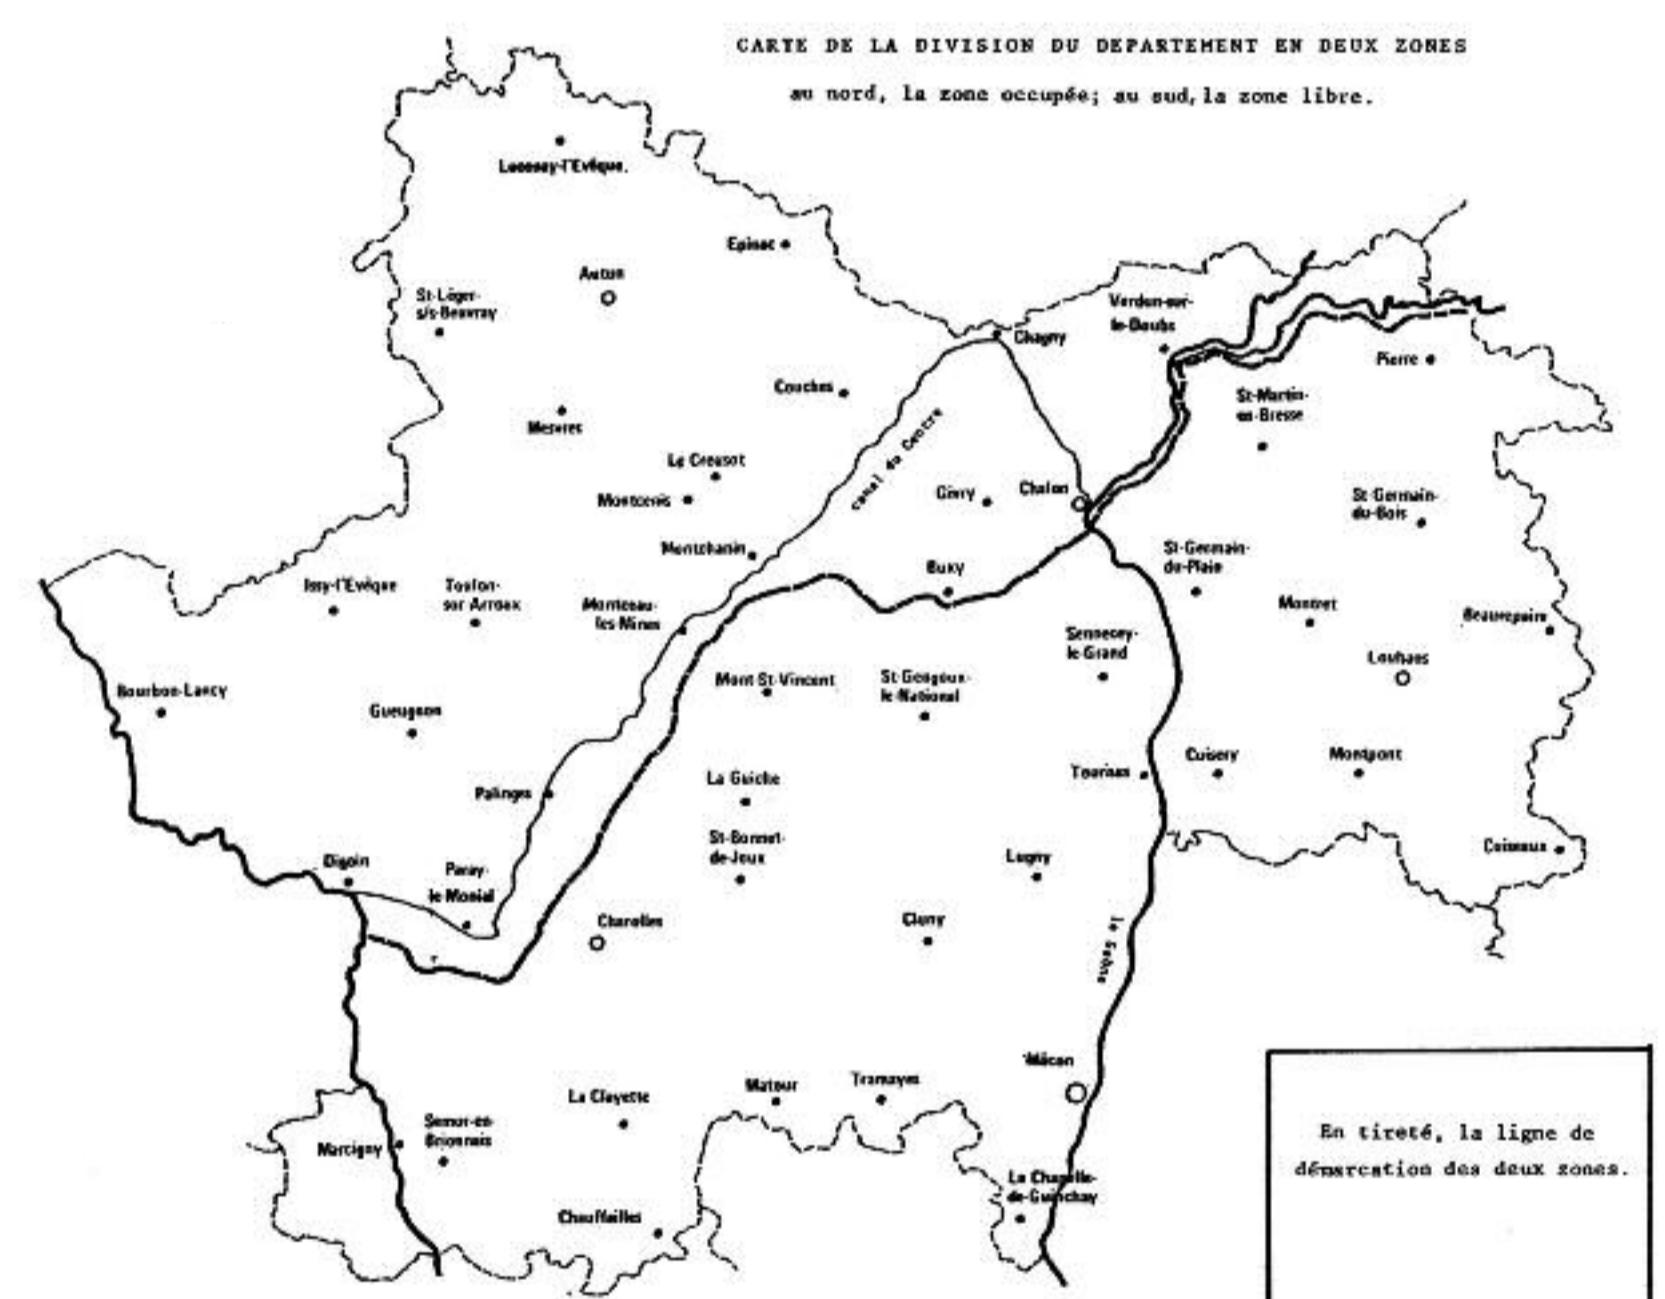 CARTE DE LA DIVISION DU DEPARTEMENT EN DEUX ZONES
au nord, la zone occupée; au sud, la zone libre.
Lucenay-l'Evêque.
Epinac
Autun
St-Léger-
s/s-Beuvray
Verdun-sur-
le-Doubs
Chagny
Pierre
Couches
St-Martin-
en-Bresse
Mesvres
canal du Centre
Le Creusot
Montcenis
Givry
Chalon
St-Germain-
du-Bois
Montchanin
St-Germain-
du-Plain
Buxy
Issy-l'Evêque
Toulon-
sur Arroux
Montceau-
les-Mines
Montret
Beaurepaire
Sennecey-
le-Grand
Louhans
Bourbon-Lancy
Mont-St-Vincent
St-Gengoux-
le-National
Gueugnon
Tournus
Cuisery
Montpont
La Guiche
Palinges
St-Bonnet-
de-Joux
Cuiseaux
Digoin
Paray-
le-Monial
Lugny
Charolles
Cluny
la Saône
Mâcon
Matour
Tramayes
La Clayette
Semur-en-
Brionnais
Marcigny
La Chapelle-
de-Guinchay
Chauffailles
En tireté, la ligne de
démarcation des deux zones.